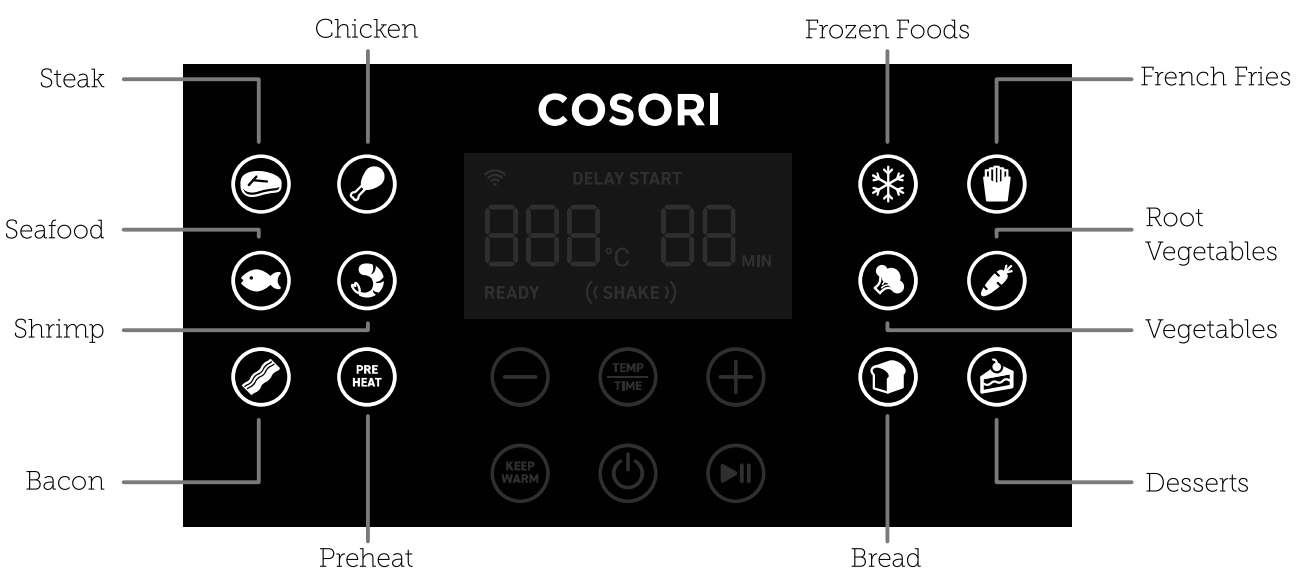 Chicken
Frozen Foods
Steak
French Fries
COSORI
DELAY START
Seafood
Root
Vegetables
888 °C 88 MIN
READY ((SHAKE))
Shrimp
Vegetables
PRE
HEAT
TEMP
TIME
KEEP
WARM
Bacon
Desserts
Preheat
Bread